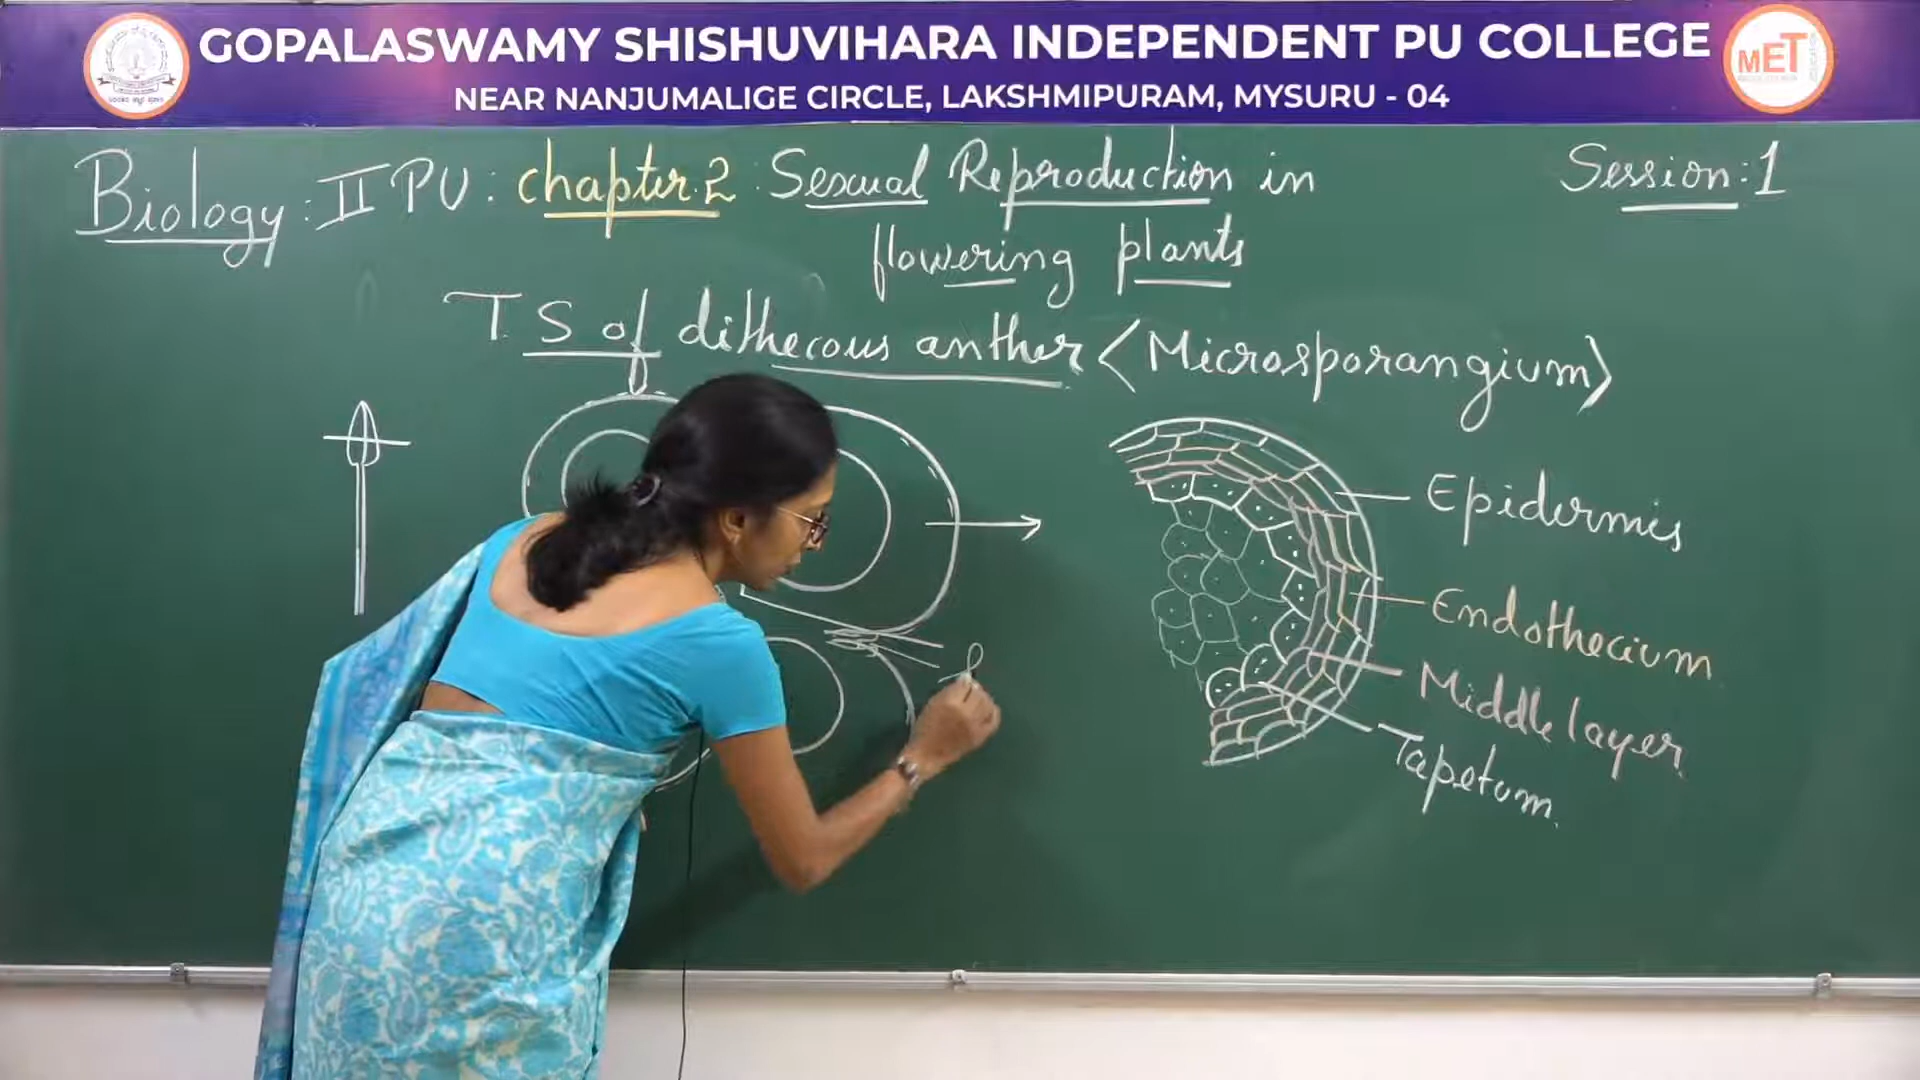 GOPALASWAMY SHISHUVIHARA INDEPENDENT PU COLLEGE
NEAR NANJUMALIGE CIRCLE, LAKSHMIPURAM, MYSURU - 04
MET
Biology: II PU: chapter.2: Sexual Reproduction in
flowering plants
Session: 1
T.S of dithecous anther <Microsporangium>
Epidermis
Endothecium
Middle layer
Tapetum.